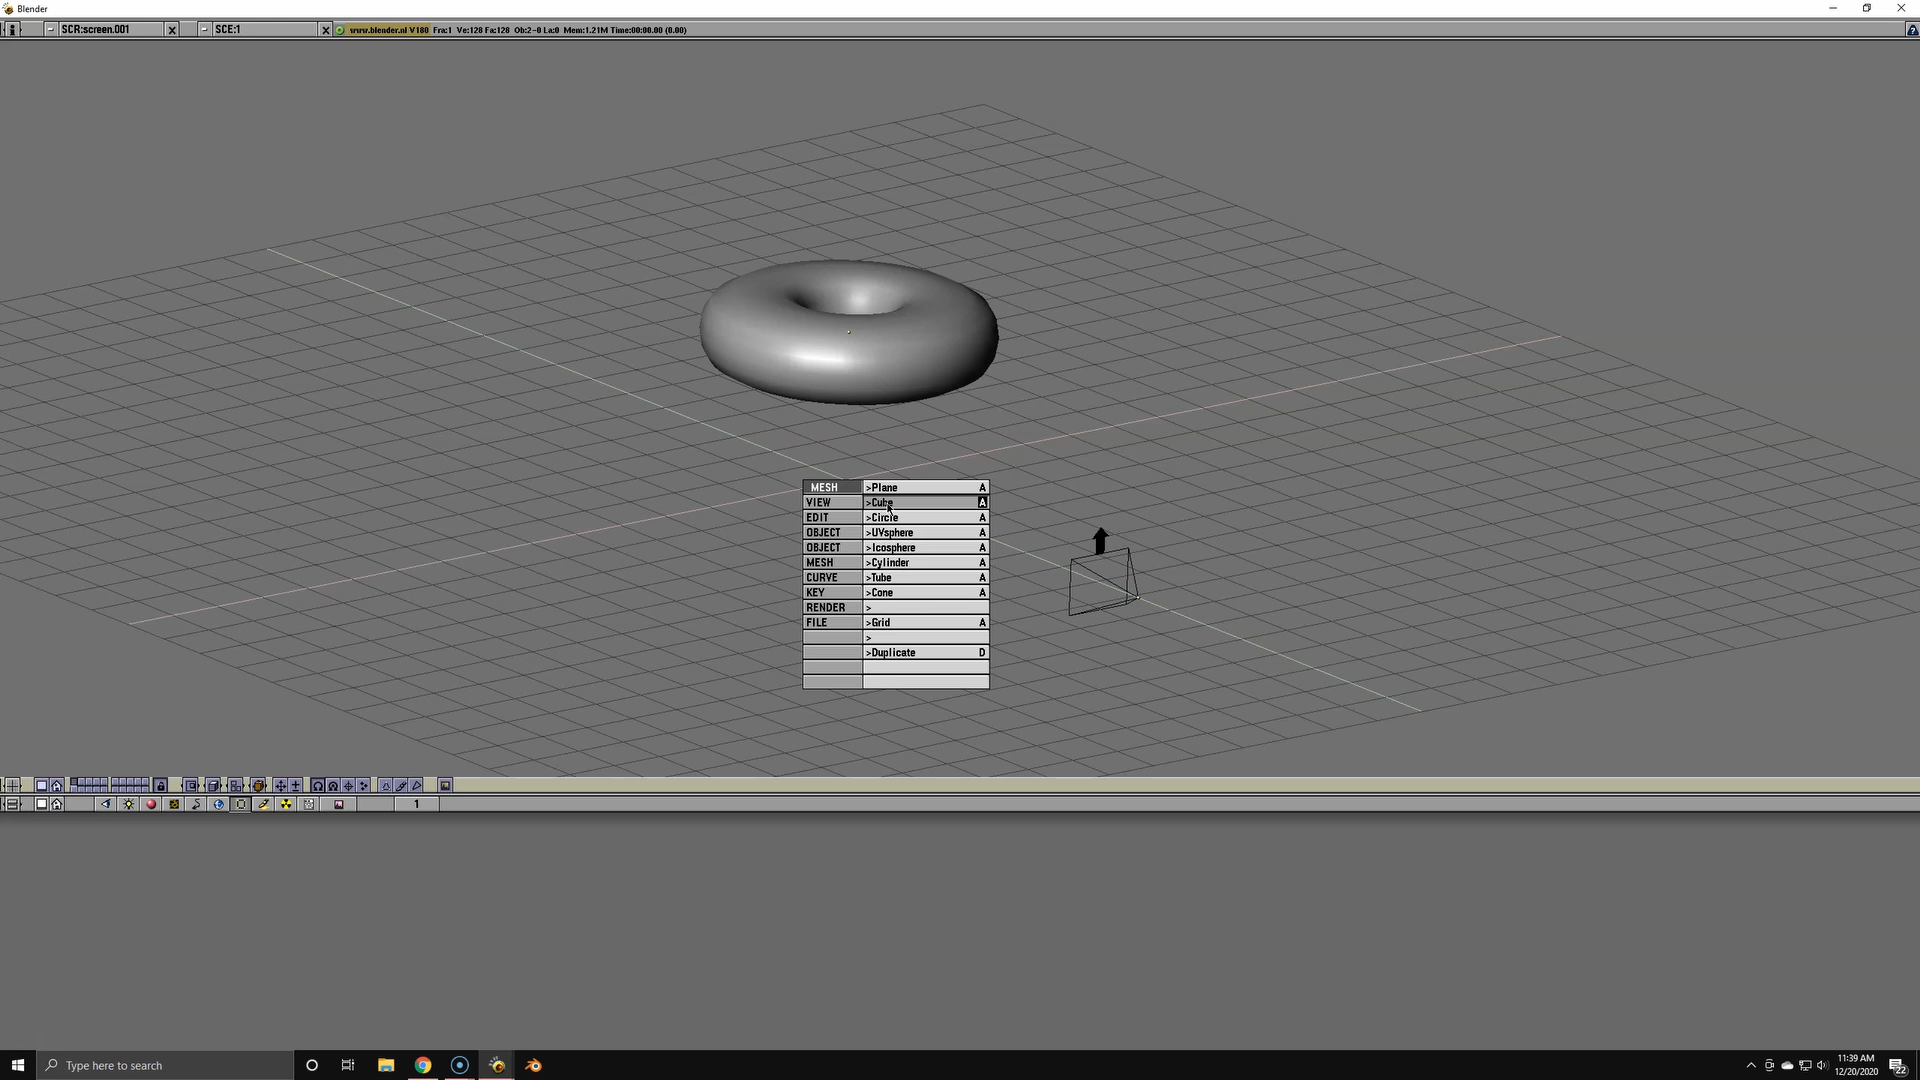 Blender
SCR:screen.001
SCE:1
www.blender.nl V180 Fra:1 Ve:128 Fa:128 Ob:2-0 La:0 Mem:1.21M Time:00:00.00 (0.00)
MESH >Plane A
VIEW >Cube A
EDIT >Circle A
OBJECT >UVsphere A
OBJECT >Icosphere A
MESH >Cylinder A
CURVE >Tube A
KEY >Cone A
RENDER >
FILE >Grid A
>
>Duplicate D
1
Type here to search
11:39 AM
12/20/2020
22